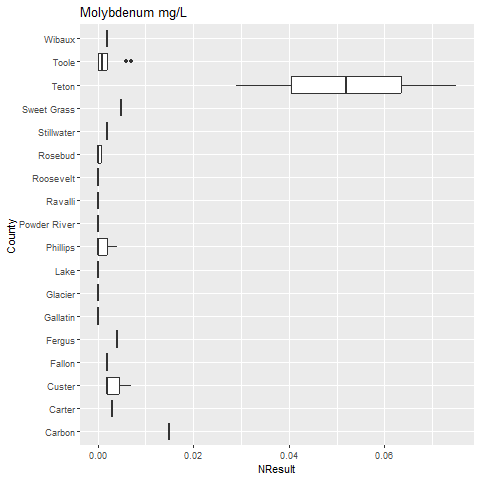 Molybdenum mg/L
County
Wibaux
Toole
Teton
Sweet Grass
Stillwater
Rosebud
Roosevelt
Ravalli
Powder River
Phillips
Lake
Glacier
Gallatin
Fergus
Fallon
Custer
Carter
Carbon
0.00 0.02 0.04 0.06
NResult